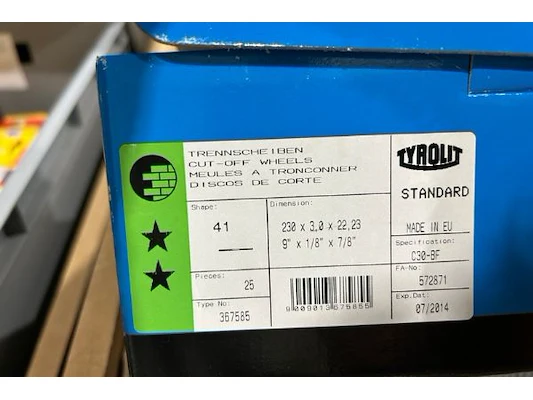 TRENNSCHEIBEN
CUT-OFF WHEELS
MEULES A TRONCONNER
DISCOS DE CORTE
TYROLIT
STANDARD
Shape:
41
Dimension:
230 x 3,0 x 22,23
9" x 1/8" x 7/8"
MADE IN EU
Specification:
C30-BF
Pieces:
25
FA-No:
572871
Type No:
367585
9009013675855
Exp.Dat:
07/2014